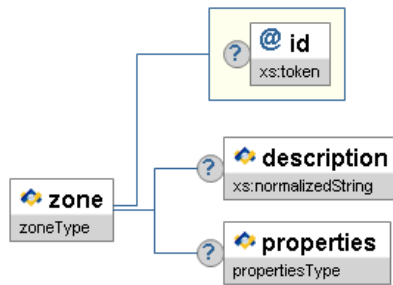 ? @ id
xs:token
? description
xs:normalizedString
zone
zoneType
? properties
propertiesType